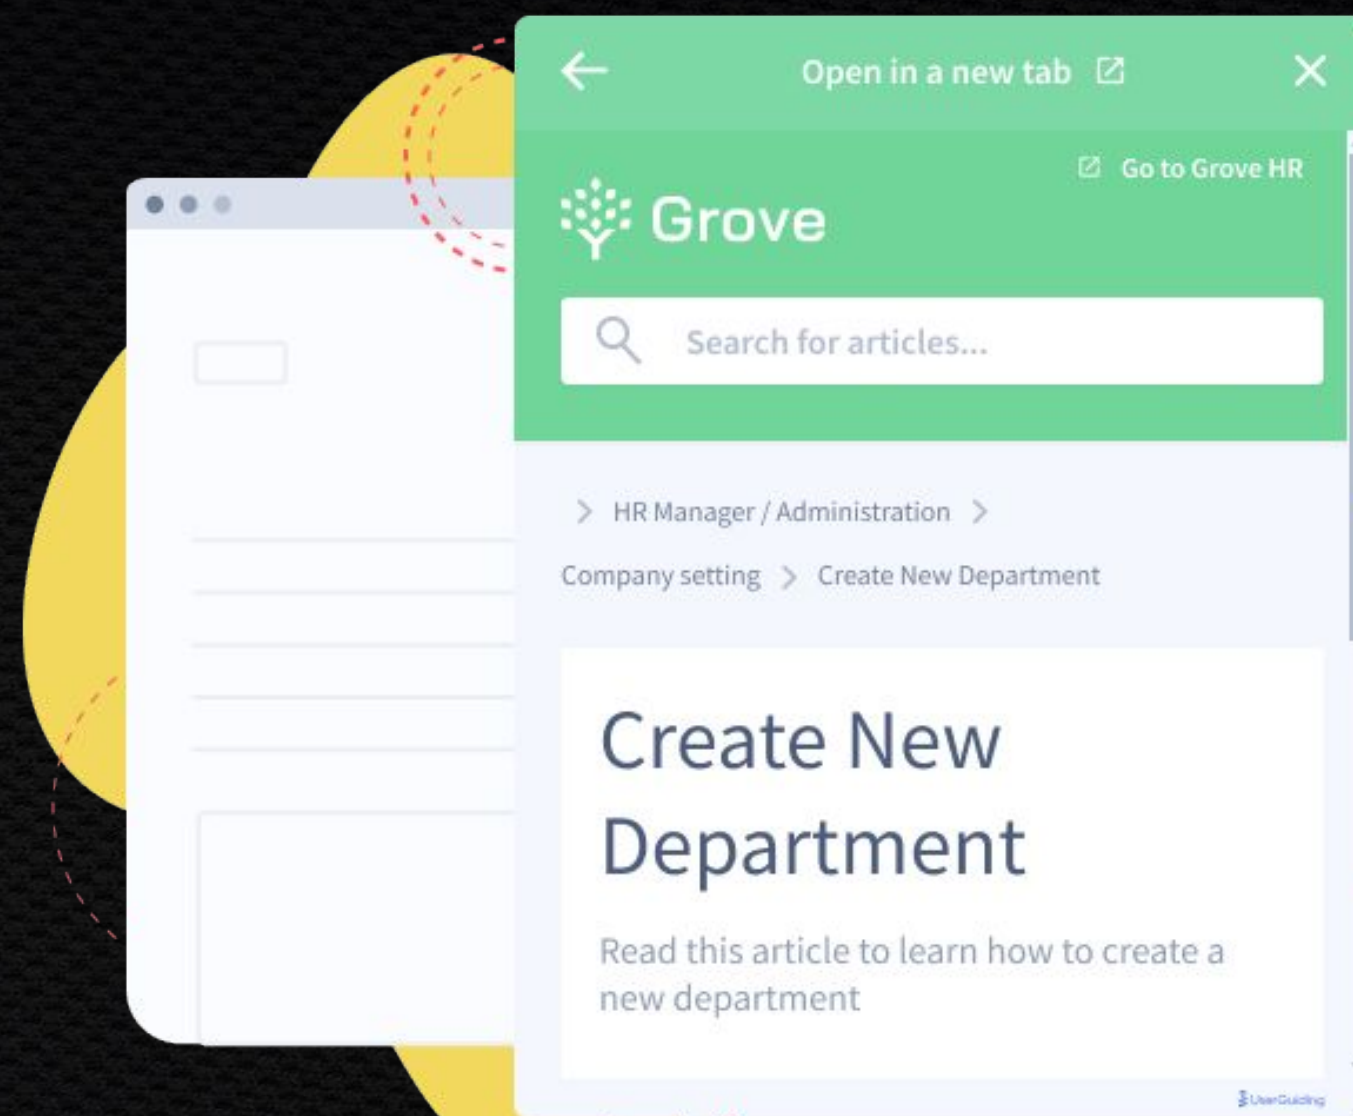 Open in a new tab
Go to Grove HR
Grove
Search for articles...
> HR Manager / Administration >
Company setting > Create New Department
Create New
Department
Read this article to learn how to create a
new department
UserGuiding